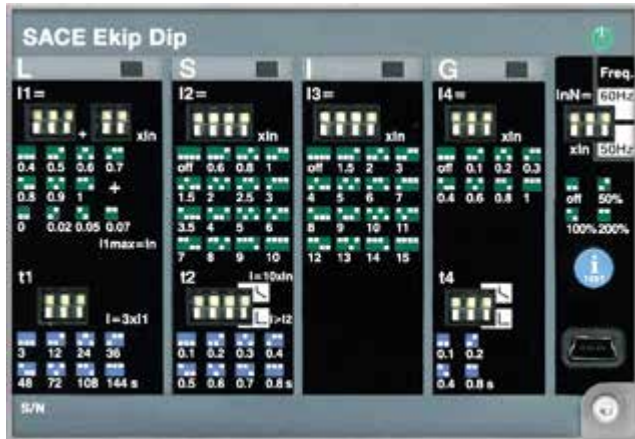 SACE Ekip Dip
L S I G
Freq.
I1= I2= I3= I4= InN= 60Hz
+ xIn xIn xIn xIn xIn 50Hz
0.4 0.5 0.6 0.7
0.8 0.9 1 +
0 0.02 0.05 0.07
I1max=In
off 0.6 0.8 1
1.5 2 2.5 3
3.5 4 5 6
7 8 9 10
off 1.5 2 3
4 5 6 7
8 9 10 11
12 13 14 15
off 0.1 0.2 0.3
0.4 0.6 0.8 1
off 50%
100% 200%
t1
I=3xI1
3 12 24 36
48 72 108 144 s
t2
I=10xIn
I>I2
0.1 0.2 0.3 0.4
0.5 0.6 0.7 0.8 s
t4
0.1 0.2
0.4 0.8 s
i
TEST
S/N